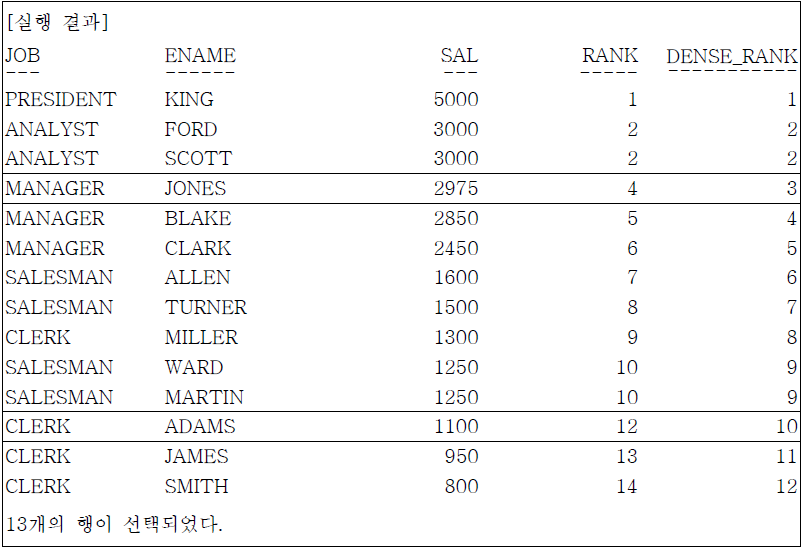 [실행 결과]
JOB ENAME SAL RANK DENSE_RANK
--- ------ --- ----- -----------
PRESIDENT KING 5000 1 1
ANALYST FORD 3000 2 2
ANALYST SCOTT 3000 2 2
MANAGER JONES 2975 4 3
MANAGER BLAKE 2850 5 4
MANAGER CLARK 2450 6 5
SALESMAN ALLEN 1600 7 6
SALESMAN TURNER 1500 8 7
CLERK MILLER 1300 9 8
SALESMAN WARD 1250 10 9
SALESMAN MARTIN 1250 10 9
CLERK ADAMS 1100 12 10
CLERK JAMES 950 13 11
CLERK SMITH 800 14 12
13개의 행이 선택되었다.